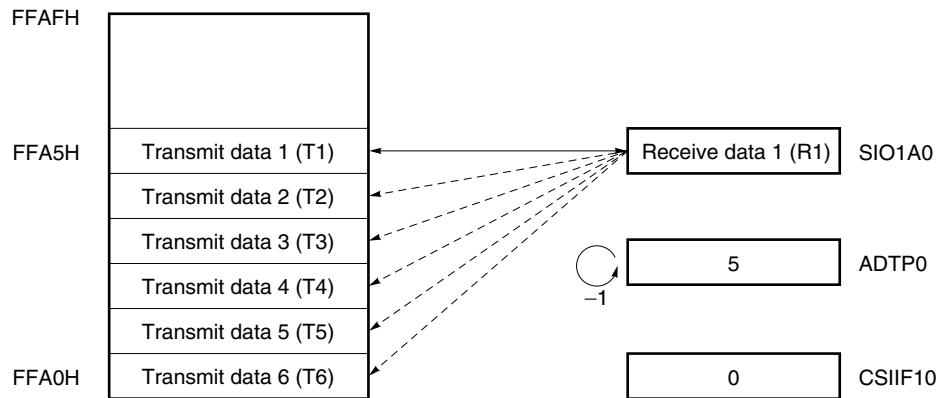 FFAFH
FFA5H Transmit data 1 (T1) Receive data 1 (R1) SIO1A0
Transmit data 2 (T2)
Transmit data 3 (T3) 5 ADTP0
−1
Transmit data 4 (T4)
Transmit data 5 (T5)
FFA0H Transmit data 6 (T6) 0 CSIIF10